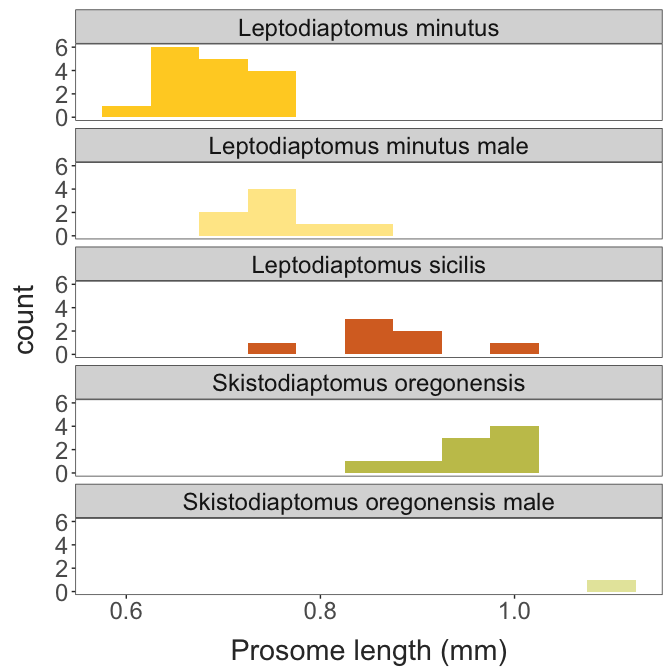 Leptodiaptomus minutus
6
4
2
0
Leptodiaptomus minutus male
6
4
2
0
Leptodiaptomus sicilis
6
4
2
0
count
Skistodiaptomus oregonensis
6
4
2
0
Skistodiaptomus oregonensis male
6
4
2
0
0.6 0.8 1.0
Prosome length (mm)